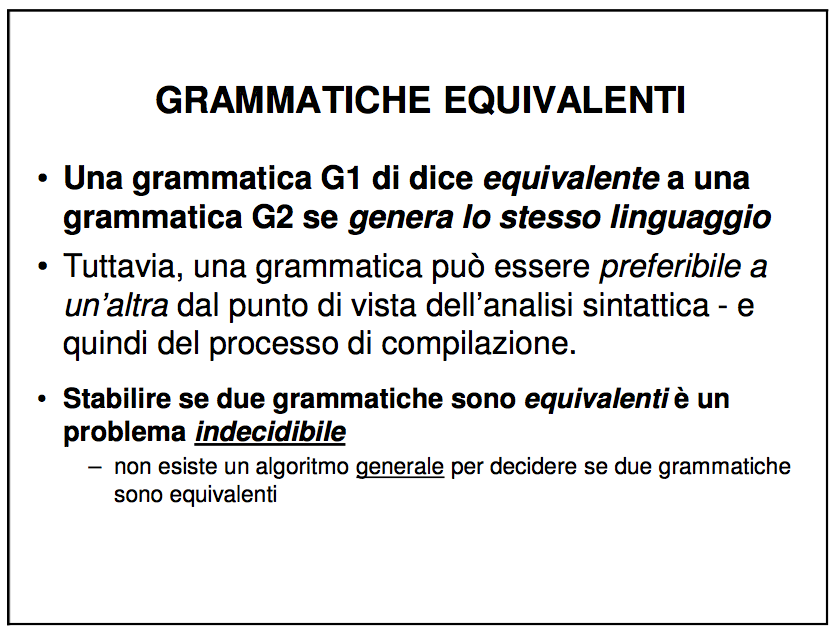 GRAMMATICHE EQUIVALENTI
• Una grammatica G1 di dice equivalente a una
grammatica G2 se genera lo stesso linguaggio
• Tuttavia, una grammatica può essere preferibile a
un’altra dal punto di vista dell’analisi sintattica - e
quindi del processo di compilazione.
• Stabilire se due grammatiche sono equivalenti è un
problema indecidibile
– non esiste un algoritmo generale per decidere se due grammatiche
sono equivalenti